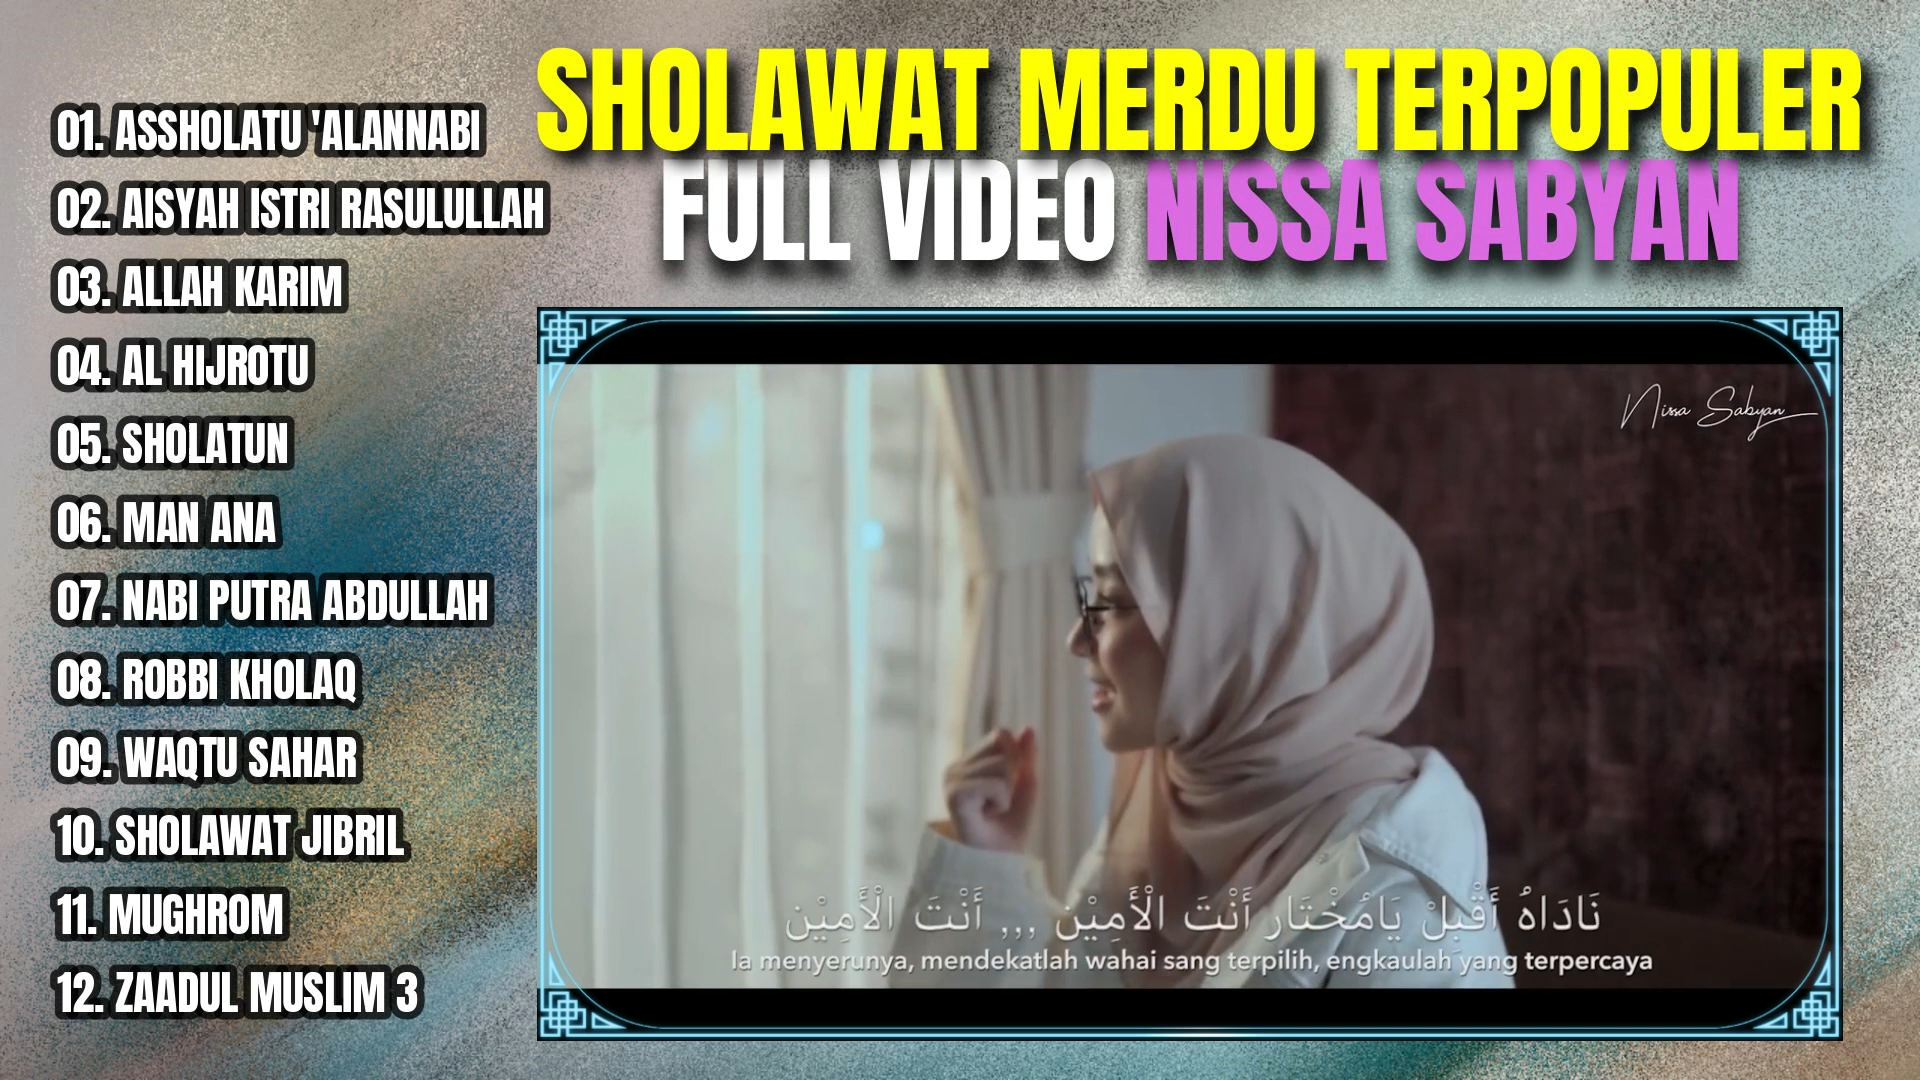 SHOLAWAT MERDU TERPOPULER
FULL VIDEO NISSA SABYAN
01. ASSHOLATU 'ALANNABI
02. AISYAH ISTRI RASULULLAH
03. ALLAH KARIM
04. AL HIJROTU
05. SHOLATUN
06. MAN ANA
07. NABI PUTRA ABDULLAH
08. ROBBI KHOLAQ
09. WAQTU SAHAR
10. SHOLAWAT JIBRIL
11. MUGHROM
12. ZAADUL MUSLIM 3
Nissa Sabyan
نَادَاهُ أَقْبِلْ يَامُخْتَار أَنْتَ الْأَمِيْن ,,, أَنْتَ الْأَمِيْن
Ia menyerunya, mendekatlah wahai sang terpilih, engkaulah yang terpercaya